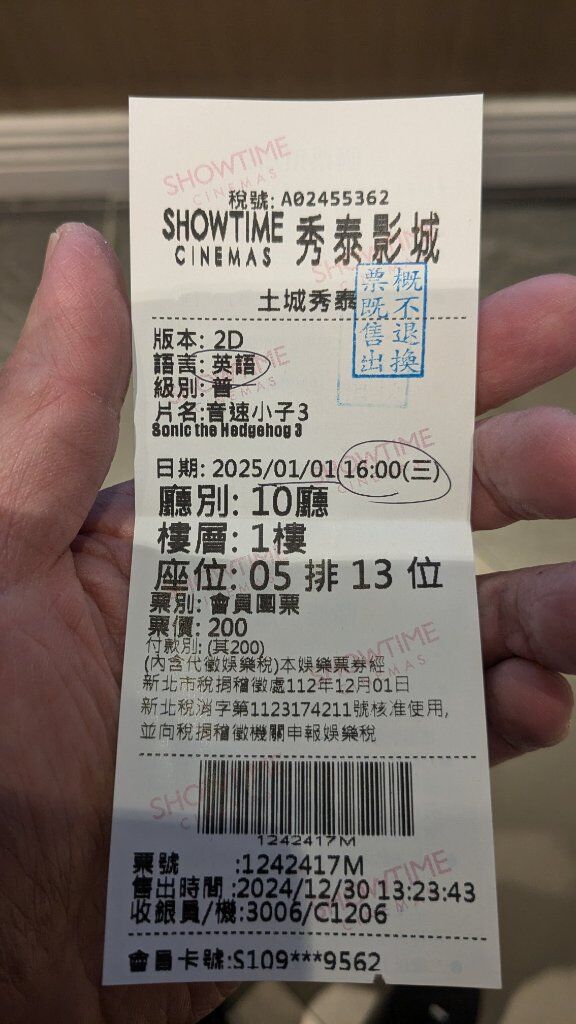 SHOWTIME
CINEMAS
稅號: A02455362
SHOWTIME
CINEMAS
秀泰影城
土城秀泰
票既售出
概不退換
版本: 2D
語言: 英語
級別: 普
片名:音速小子3
Sonic the Hedgehog 3
日期: 2025/01/01 16:00(三)
廳別: 10廳
樓層: 1樓
座位: 05 排 13 位
票別: 會員團票
票價: 200
付款別: (其200)
(內含代徵娛樂稅)本娛樂票券經
新北市稅捐稽徵處112年12月01日
新北稅消字第1123174211號核准使用,
並向稅捐稽徵機關申報娛樂稅
1242417M
票號 :1242417M
售出時間 :2024/12/30 13:23:43
收銀員/機:3006/C1206
會員卡號:S109***9562